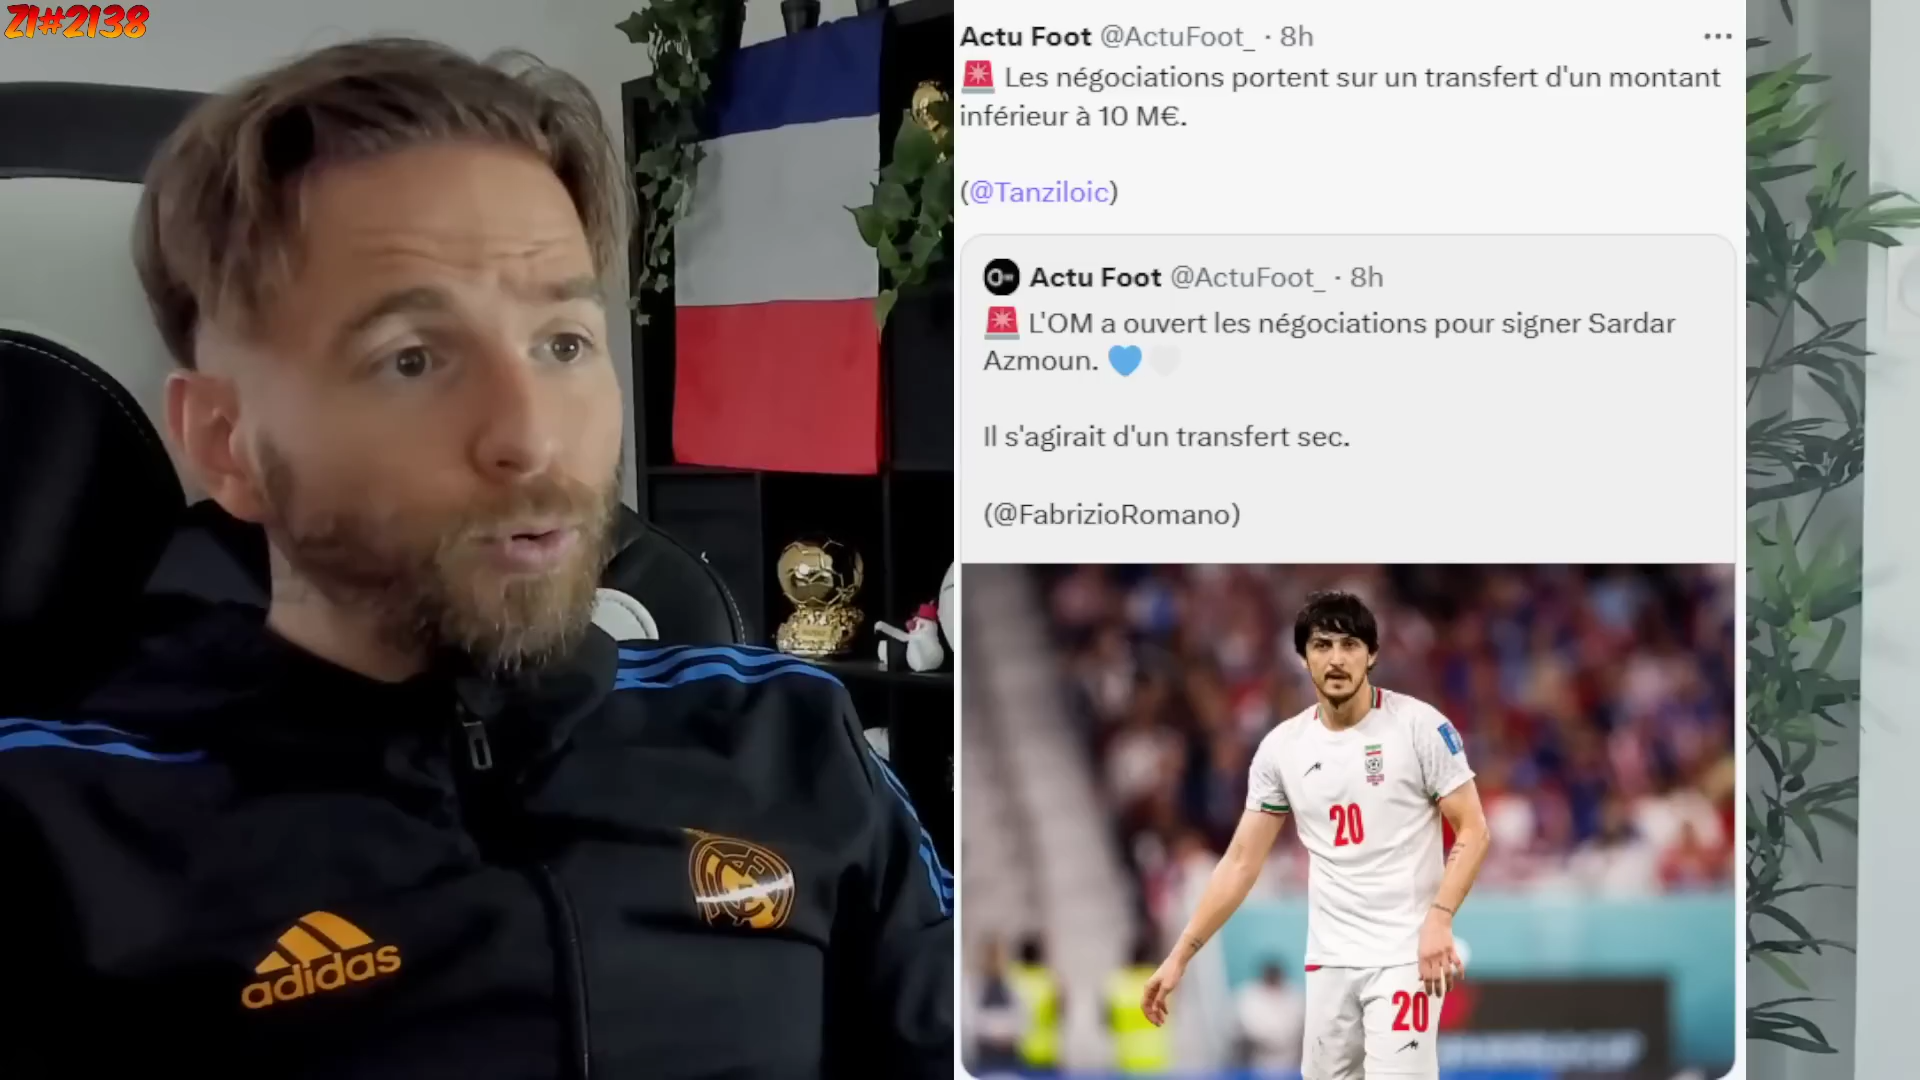 Z1#2138
Actu Foot @ActuFoot_ · 8h
🚨 Les négociations portent sur un transfert d'un montant
inférieur à 10 M€.
(@Tanziloic)
Actu Foot @ActuFoot_ · 8h
🚨 L'OM a ouvert les négociations pour signer Sardar
Azmoun. 🩵🤍
Il s'agirait d'un transfert sec.
(@FabrizioRomano)
20
20
adidas